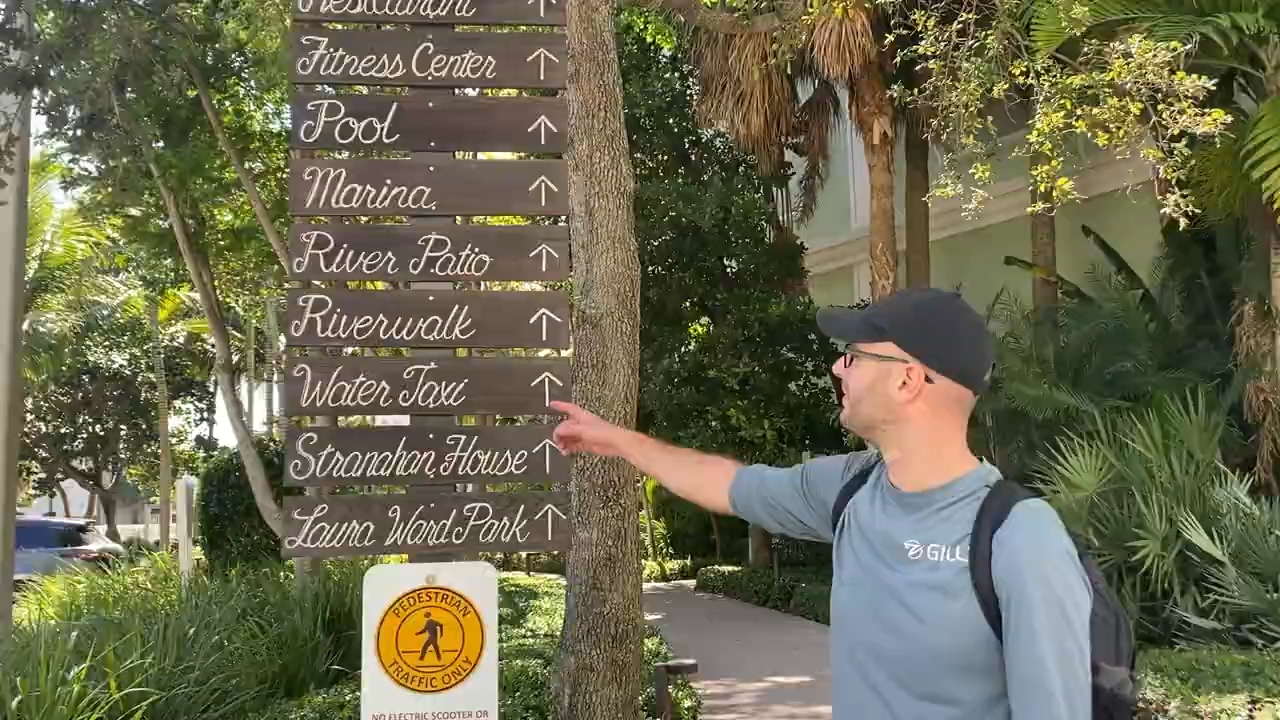 Restaurant ↑
Fitness Center ↑
Pool ↑
Marina ↑
River Patio ↑
Riverwalk ↑
Water Taxi ↑
Stranahan House ↑
Laura Ward Park ↑
PEDESTRIAN
TRAFFIC ONLY
NO ELECTRIC SCOOTER OR
GILL